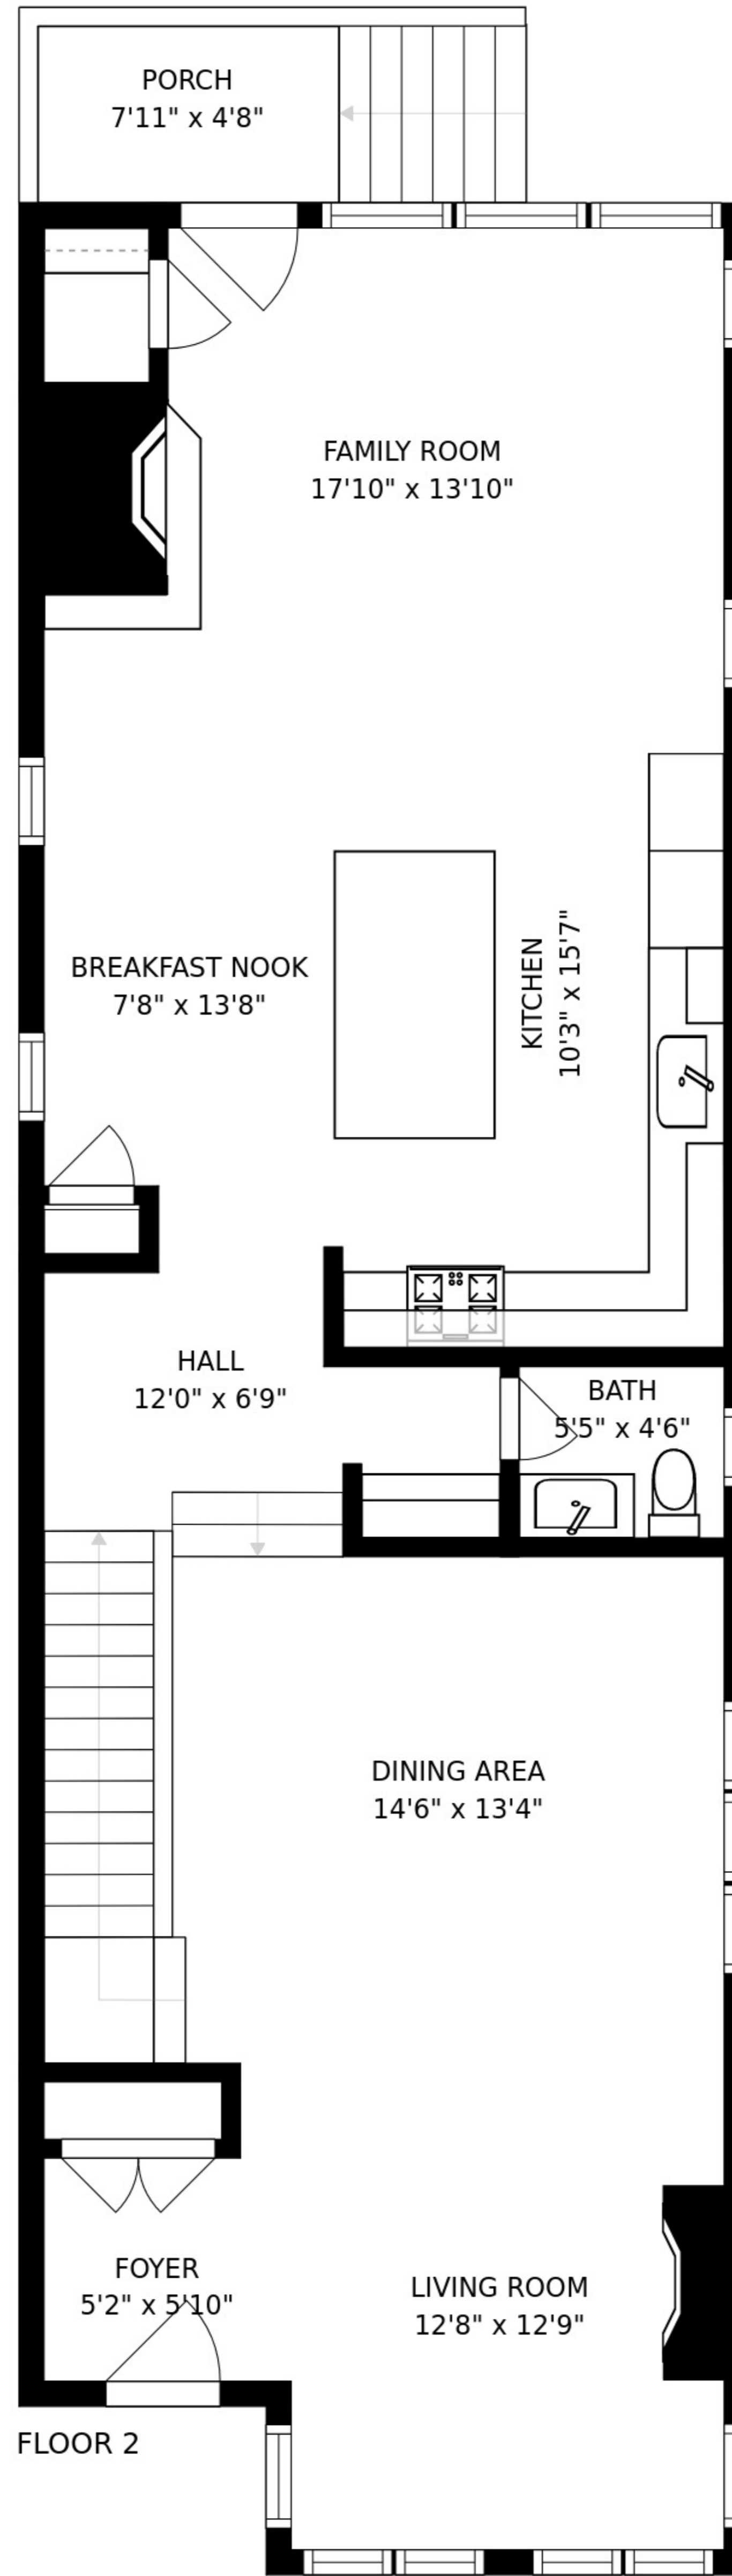 PORCH
7'11" x 4'8"
FAMILY ROOM
17'10" x 13'10"
BREAKFAST NOOK
7'8" x 13'8"
KITCHEN
10'3" x 15'7"
HALL
12'0" x 6'9"
BATH
5'5" x 4'6"
DINING AREA
14'6" x 13'4"
FOYER
5'2" x 5'10"
LIVING ROOM
12'8" x 12'9"
FLOOR 2